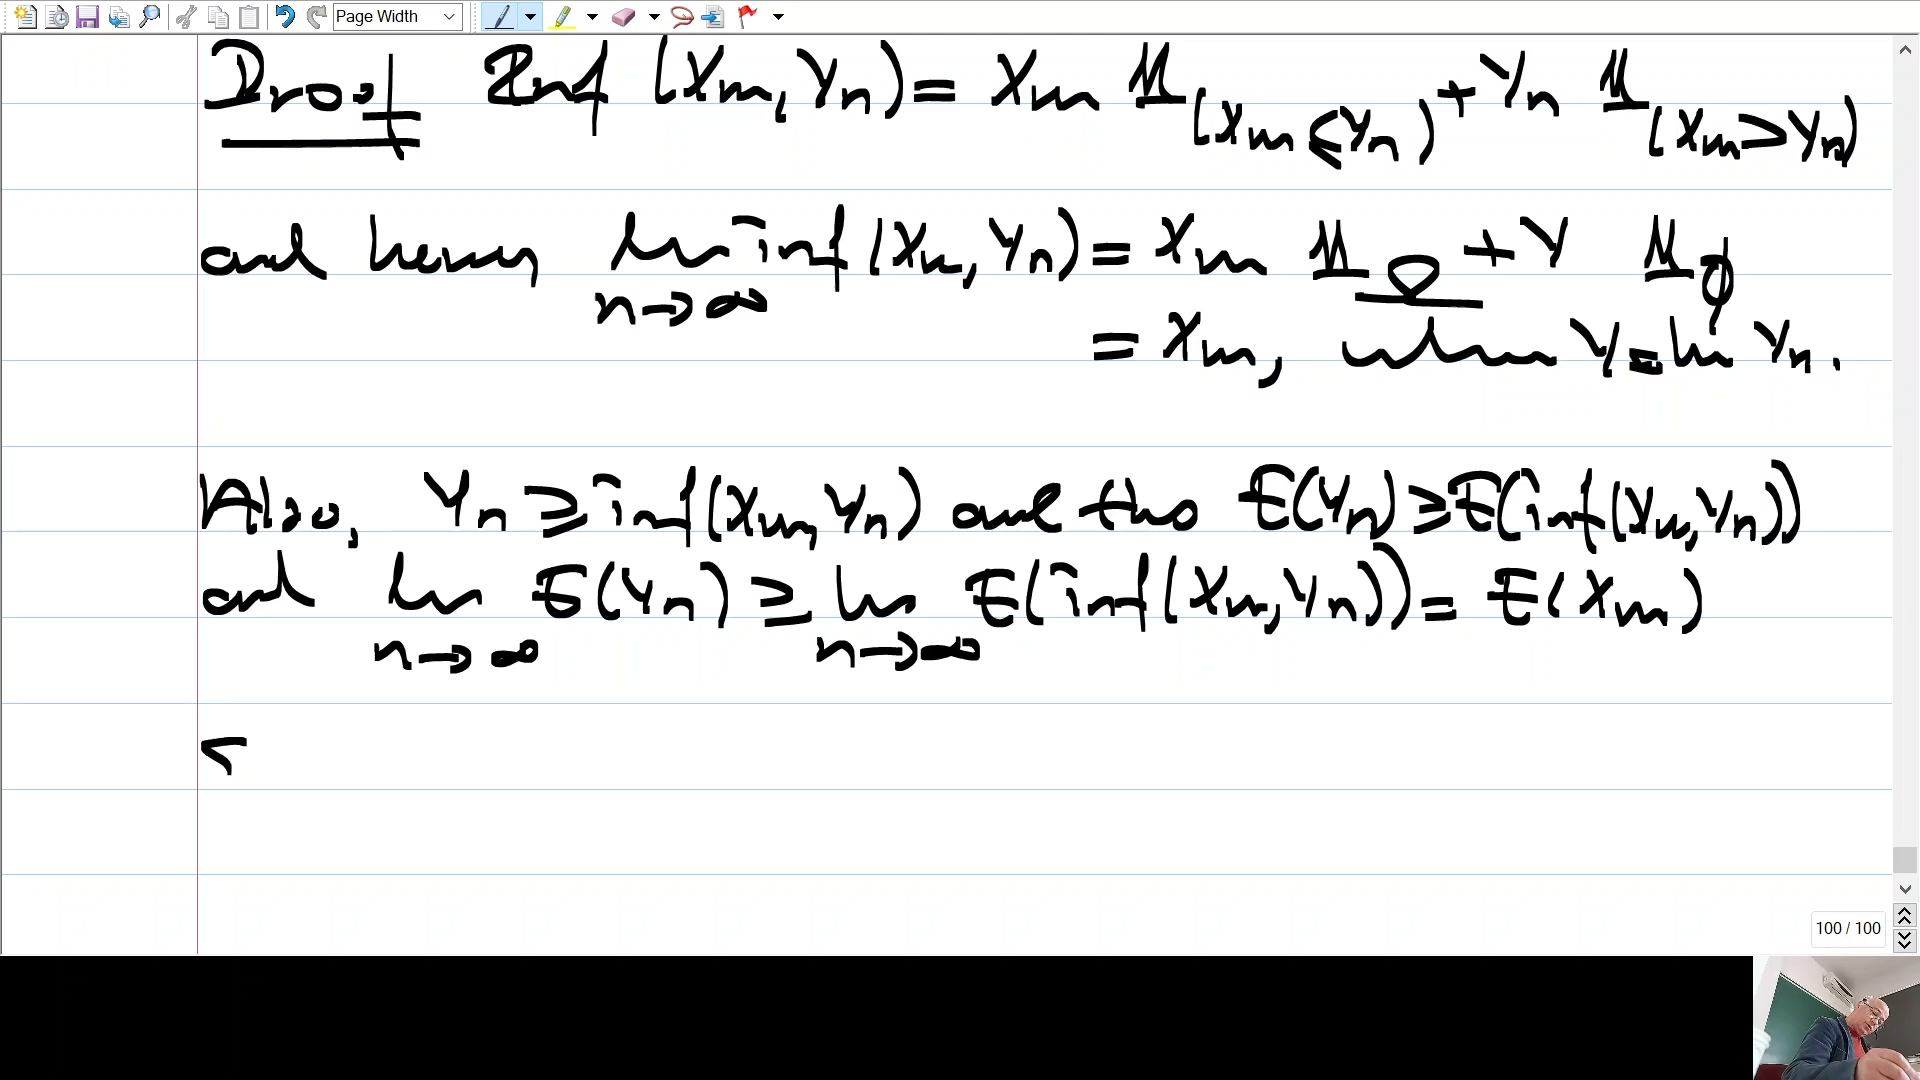 Page Width
Proof Inf (Xm, Yn) = Xm 𝟙(Xm ≤ Yn) + Yn 𝟙(Xm > Yn)
and hence lim inf(Xm, Yn) = Xm 𝟙Ω + Y 𝟙∅
n→∞
= Xm, where Y = lim Yn.
Also, Yn ≥ inf(Xm, Yn) and thus E(Yn) ≥ E(inf(Xm, Yn))
and lim E(Yn) ≥ lim E(inf(Xm, Yn)) = E(Xm)
n→∞ n→∞
100 / 100